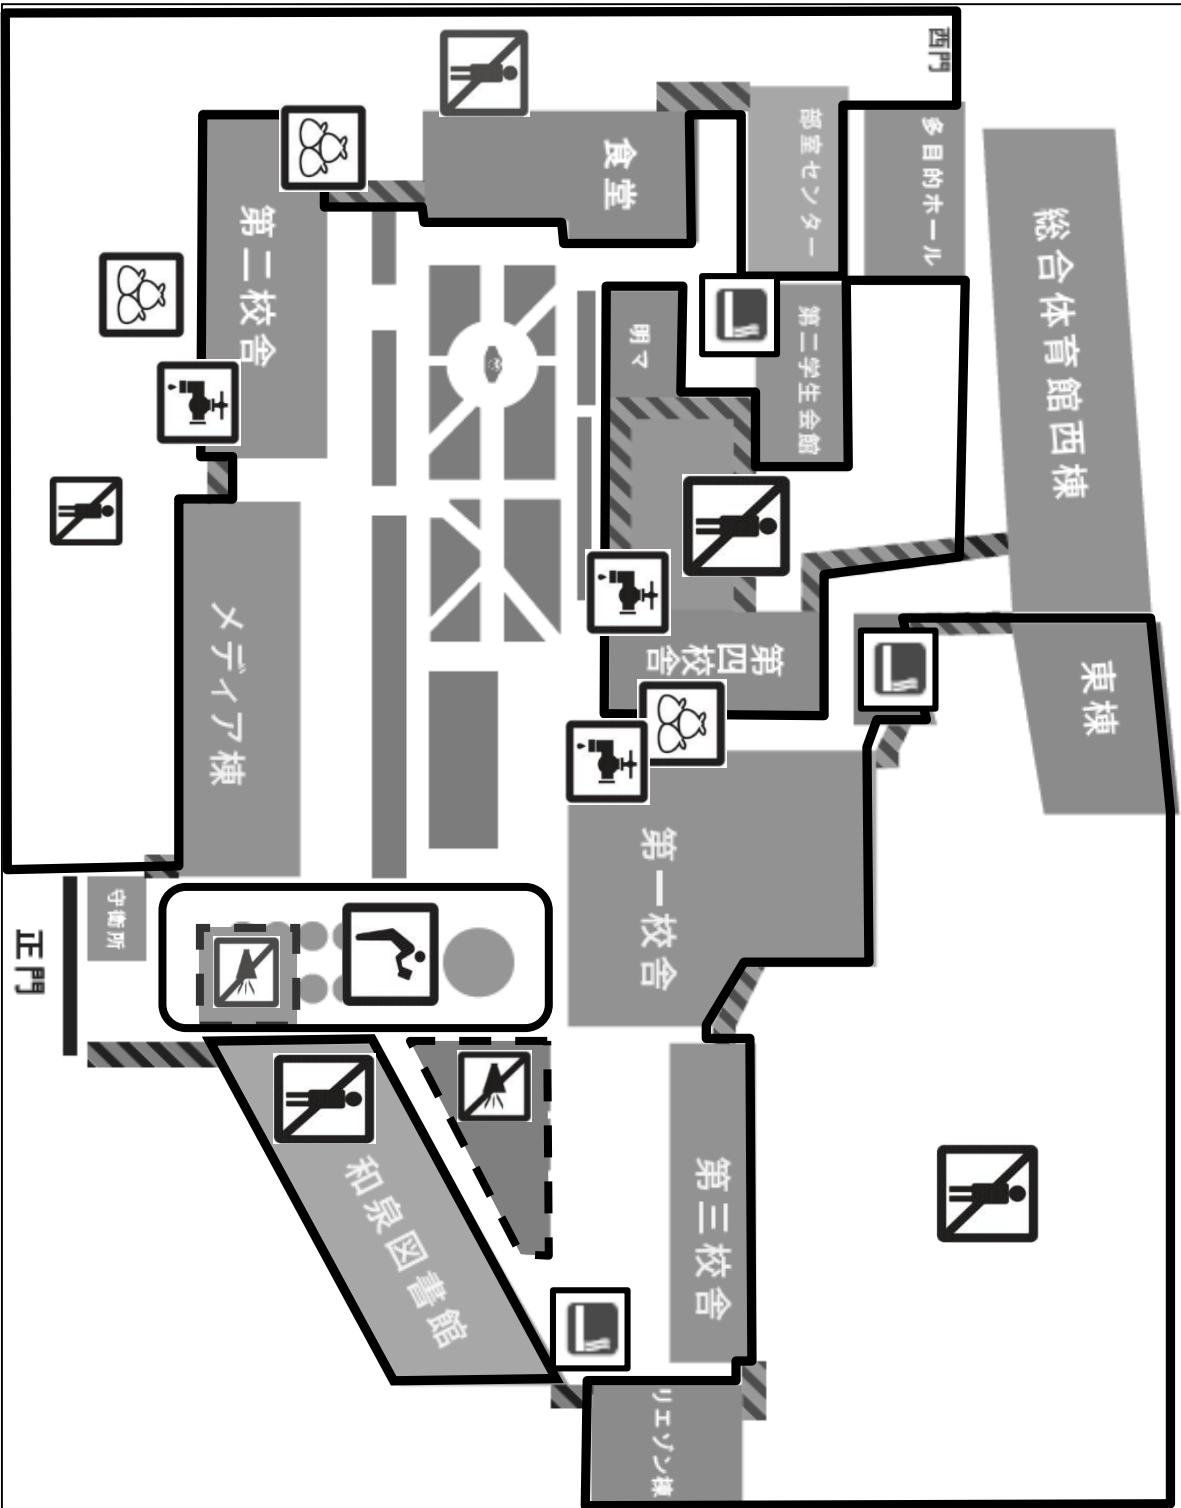 西門
食堂
部室センター
多目的ホール
総合体育館西棟
第二校舎
明マ
第二学生会館
メディア棟
第四校舎
東棟
第一校舎
守衛所
正門
和泉図書館
第三校舎
リエゾン棟